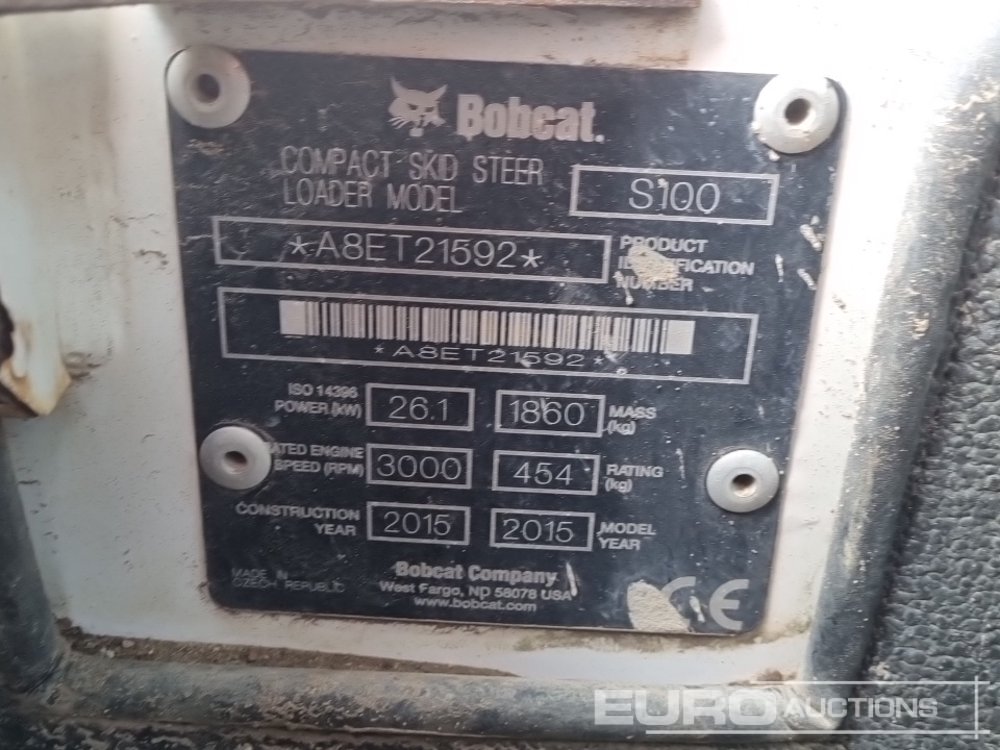 Bobcat.
COMPACT SKID STEER
LOADER MODEL
S100
*A8ET21592*
PRODUCT
IDENTIFICATION
NUMBER
*A8ET21592*
ISO 14396
POWER (kW)
26.1
1860
MASS
(kg)
RATED ENGINE
SPEED (RPM)
3000
454
RATING
(kg)
CONSTRUCTION
YEAR
2015
2015
MODEL
YEAR
MADE IN
CZECH REPUBLIC
Bobcat Company
West Fargo, ND 58078 USA
www.bobcat.com
CE
EURO AUCTIONS